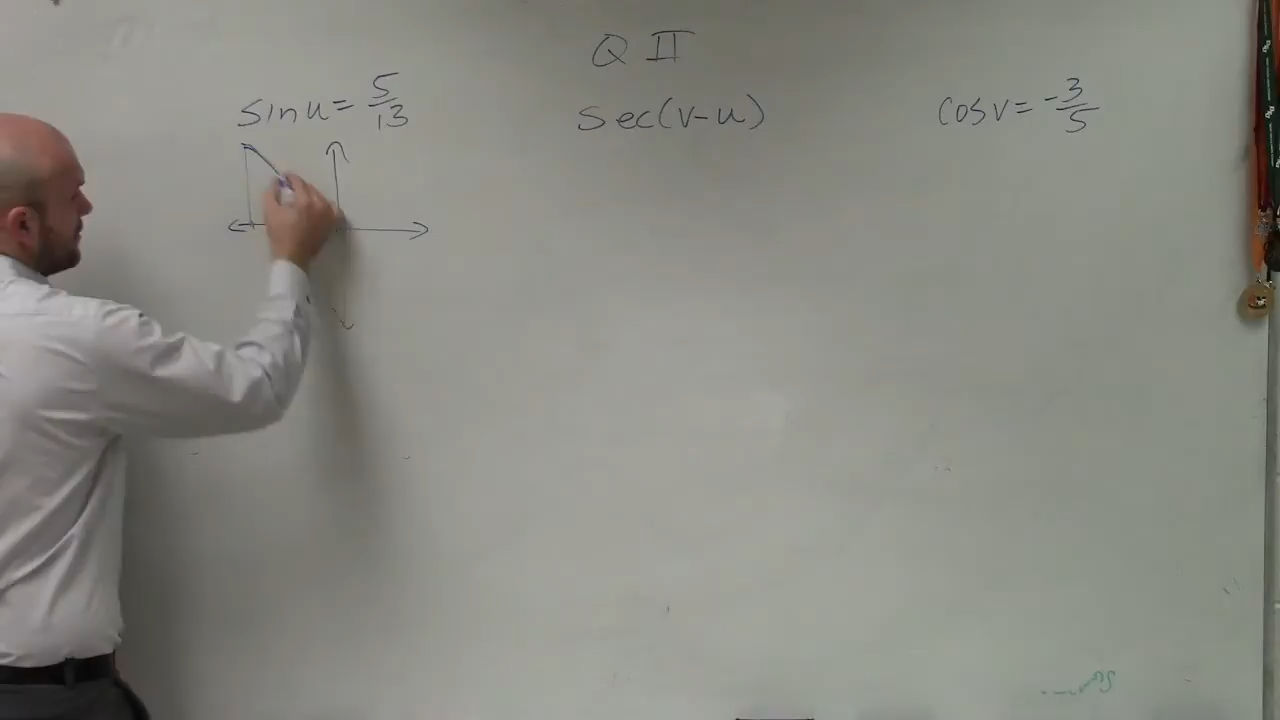 Q II
sin u = 5/13
sec(v-u)
cos v = -3/5